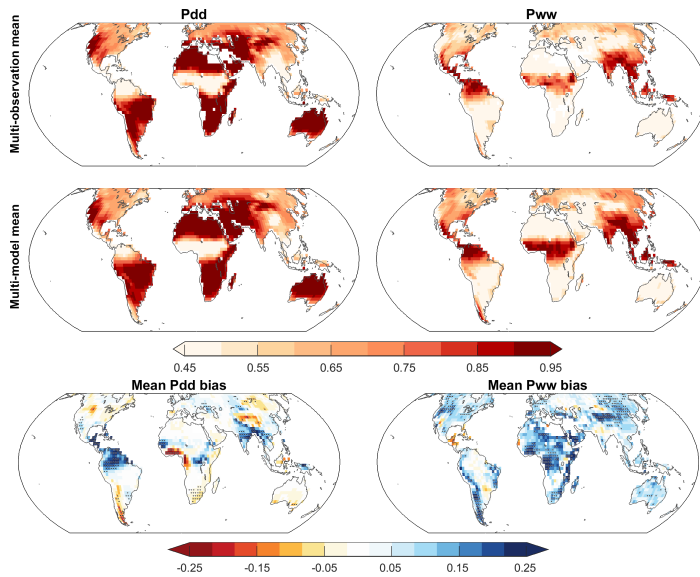 Pdd
Pww
Multi-observation mean
Multi-model mean
0.45 0.55 0.65 0.75 0.85 0.95
Mean Pdd bias
Mean Pww bias
-0.25 -0.15 -0.05 0.05 0.15 0.25